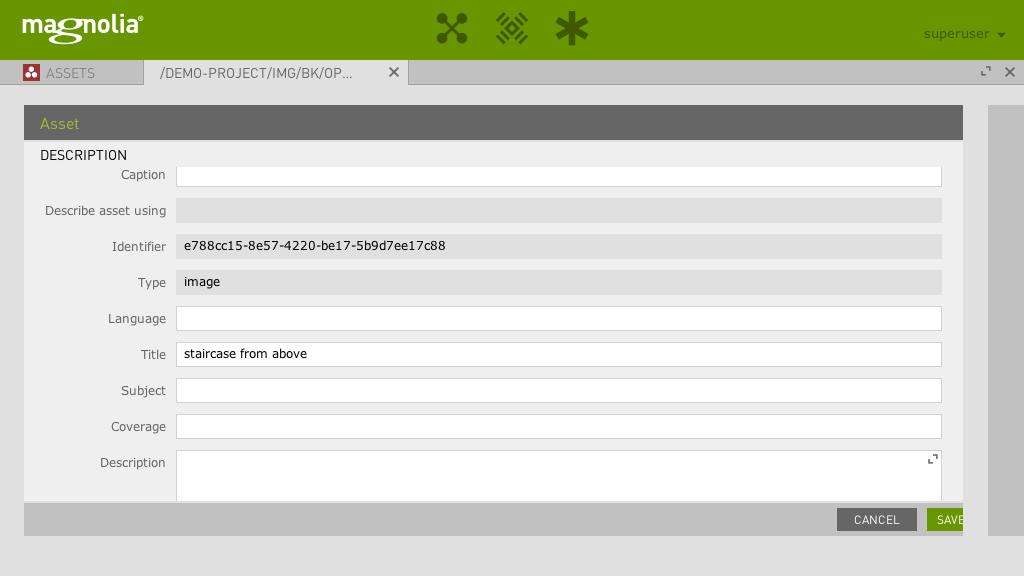 magnolia®
superuser
ASSETS
/DEMO-PROJECT/IMG/BK/OP...
Asset
DESCRIPTION
Caption
Describe asset using
Identifier e788cc15-8e57-4220-be17-5b9d7ee17c88
Type image
Language
Title staircase from above
Subject
Coverage
Description
CANCEL SAVE